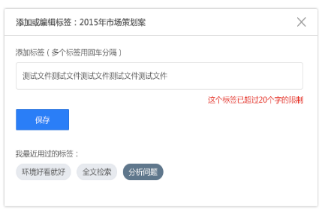 添加或编辑标签：2015年市场策划案
添加标签（多个标签用回车分隔）
测试文件测试文件测试文件测试文件测试文件
这个标签已超过20个字的限制
保存
我最近用过的标签：
环境好看就好 全文检索 分析问题